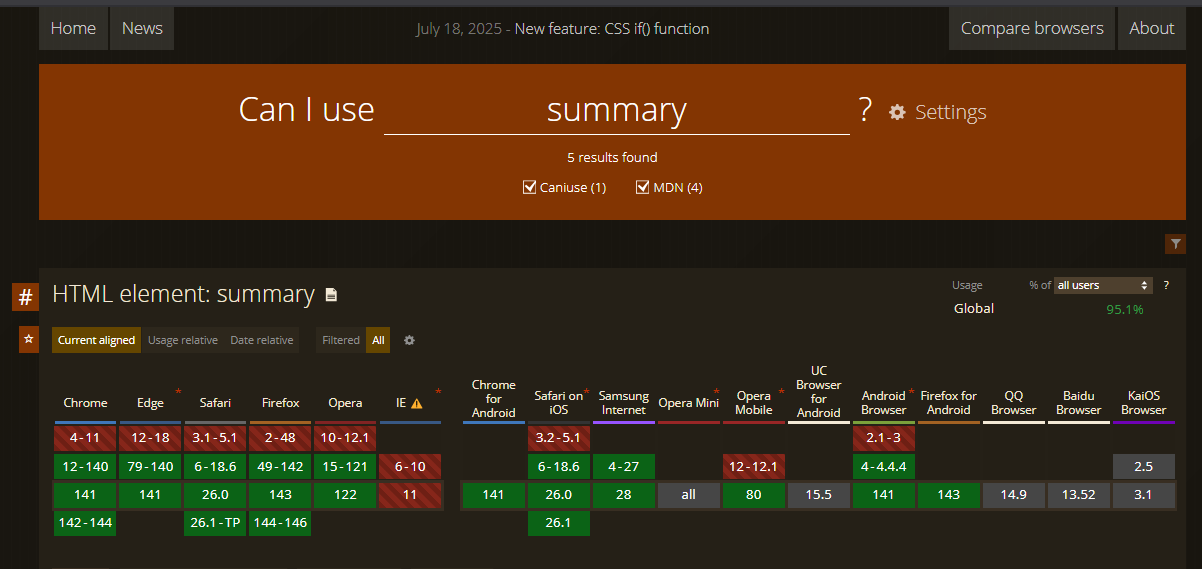 Home News July 18, 2025 - New feature: CSS if() function Compare browsers About
Can I use summary ? Settings
5 results found
Caniuse (1) MDN (4)
# HTML element: summary
Usage % of all users ?
Global 95.1%
Current aligned Usage relative Date relative Filtered All
Chrome Edge * Safari Firefox Opera IE * Chrome for Android Safari on iOS * Samsung Internet Opera Mini * Opera Mobile * UC Browser for Android Android Browser * Firefox for Android QQ Browser Baidu Browser KaiOS Browser
4-11 12-18 3.1-5.1 2-48 10-12.1 3.2-5.1 2.1-3
12-140 79-140 6-18.6 49-142 15-121 6-10 6-18.6 4-27 12-12.1 4-4.4.4 2.5
141 141 26.0 143 122 11 141 26.0 28 all 80 15.5 141 143 14.9 13.52 3.1
142-144 26.1-TP 144-146 26.1